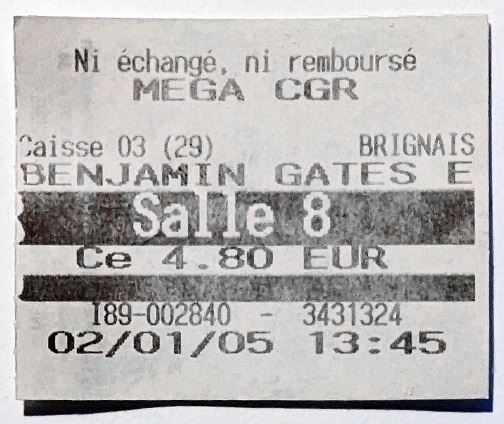 Ni échangé, ni remboursé
MEGA CGR
Caisse 03 (29) BRIGNAIS
BENJAMIN GATES E
Salle 8
Ce 4.80 EUR
I89-002840 - 3431324
02/01/05 13:45